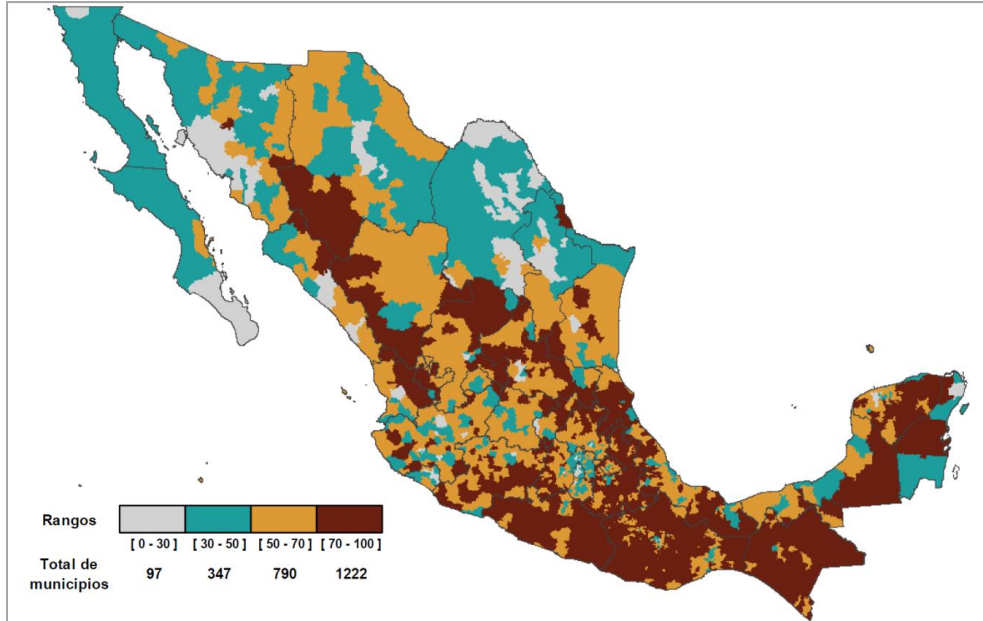 Rangos
[ 0 - 30 ] [ 30 - 50 ] [ 50 - 70 ] [ 70 - 100 ]
Total de
municipios
97 347 790 1222